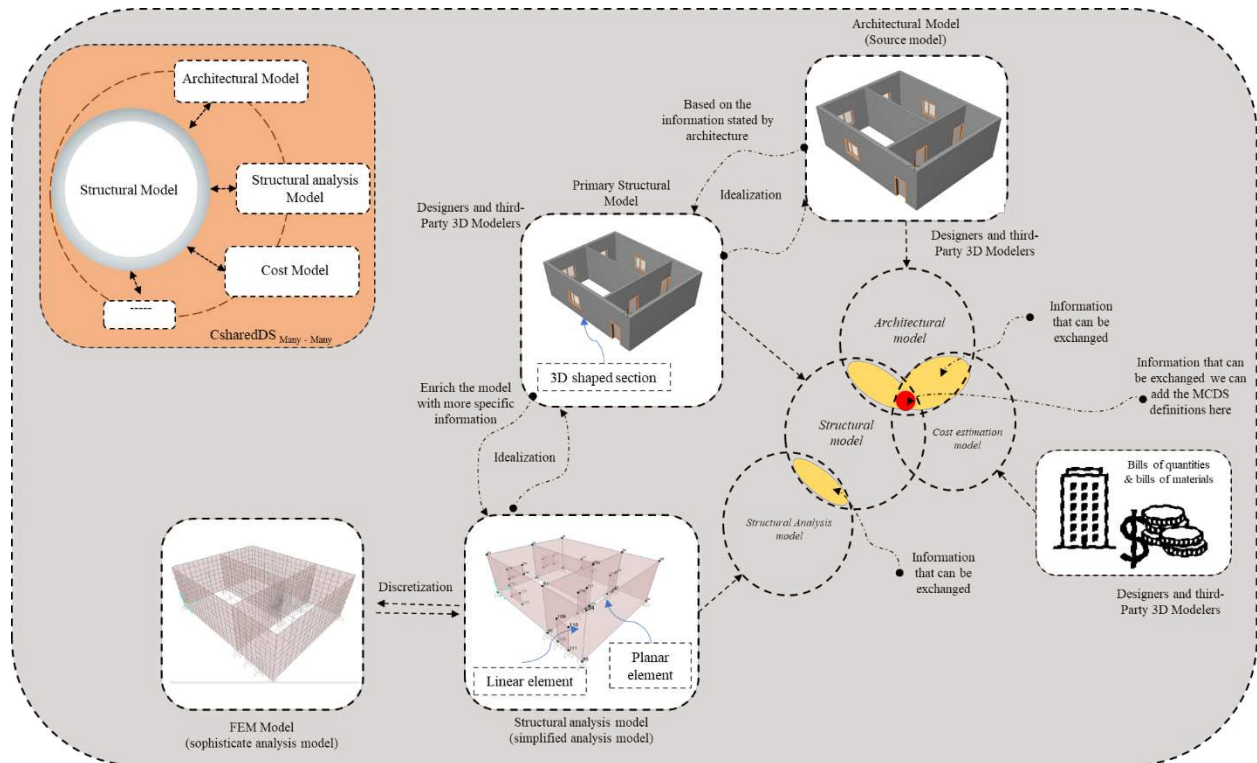 Architectural Model
Structural Model
Structural analysis
Model
Cost Model
-----
CsharedDS Many - Many
Architectural Model
(Source model)
Based on the
information stated by
architecture
Idealization
Primary Structural
Model
Designers and third-
Party 3D Modelers
3D shaped section
Designers and third-
Party 3D Modelers
Enrich the model
with more specific
information
Idealization
Architectural
model
Structural
model
Cost estimation
model
Structural Analysis
model
Information
that can be
exchanged
Information that can
be exchanged we can
add the MCDS
definitions here
Information
that can be
exchanged
Bills of quantities
& bills of materials
$
Designers and third-
Party 3D Modelers
Discretization
Linear element
Planar
element
FEM Model
(sophisticate analysis model)
Structural analysis model
(simplified analysis model)